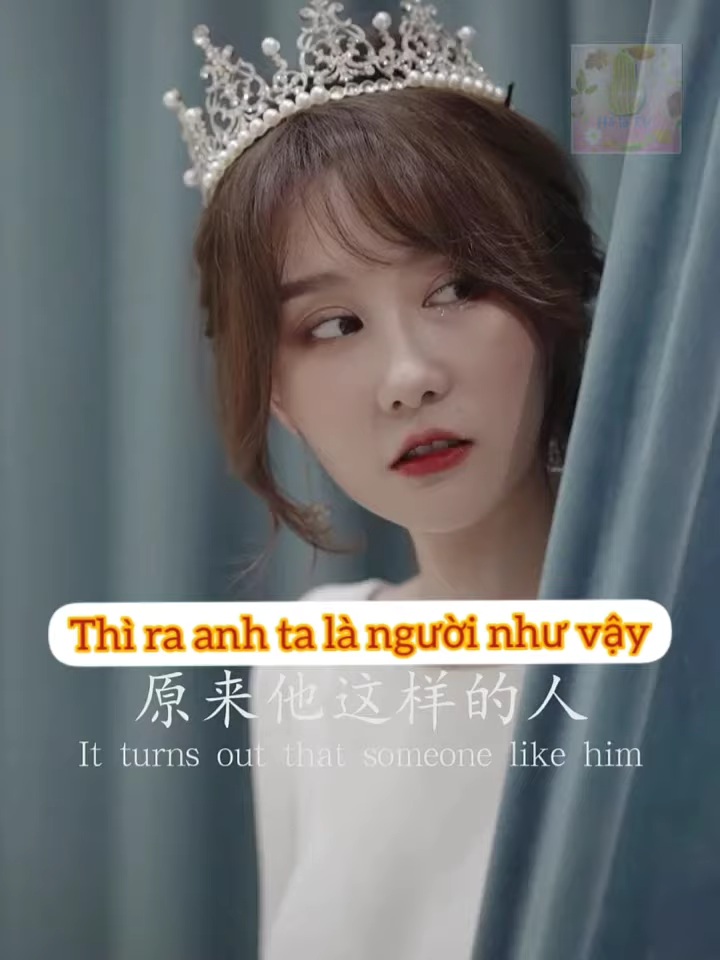 Thì ra anh ta là người như vậy
原来他这样的人
It turns out that someone like him